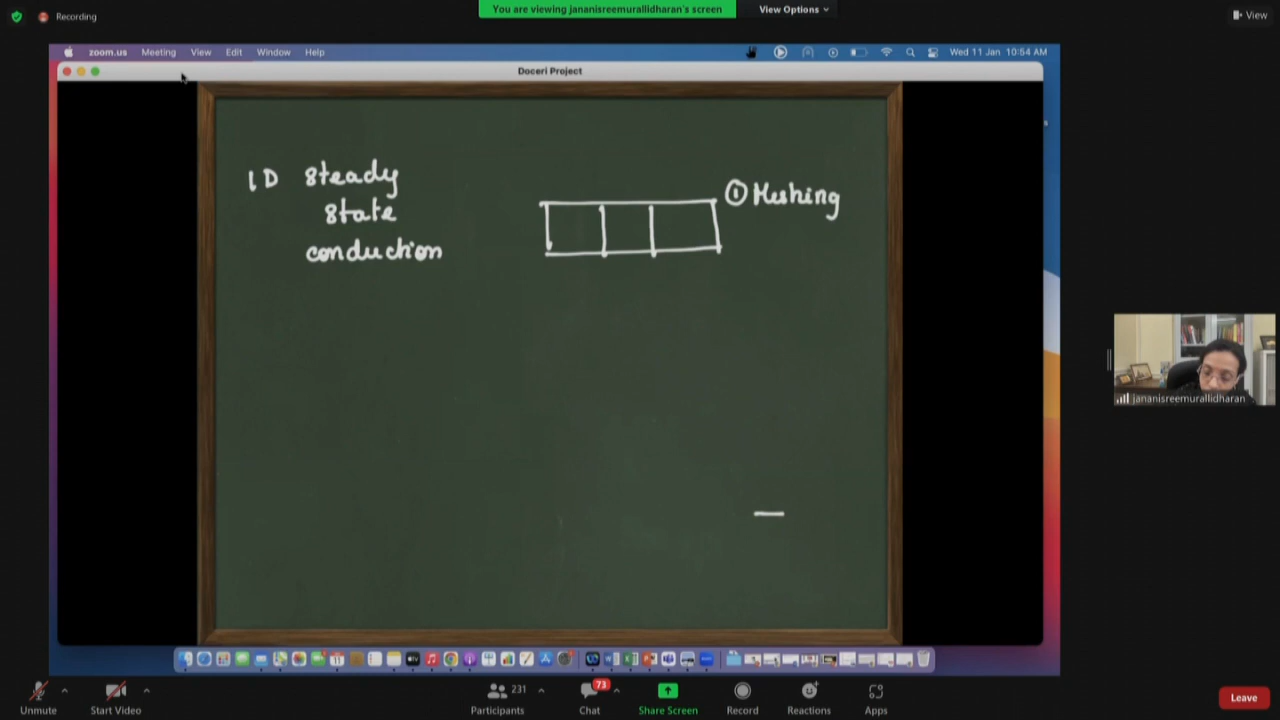 Recording
You are viewing jananisreemurallidharan's screen
View Options
View
zoom.us Meeting View Edit Window Help
Wed 11 Jan 10:54 AM
Doceri Project
1D steady
state
conduction
① Meshing
jananisreemurallidharan
Unmute
Start Video
231
Participants
73
Chat
Share Screen
Record
Reactions
Apps
Leave